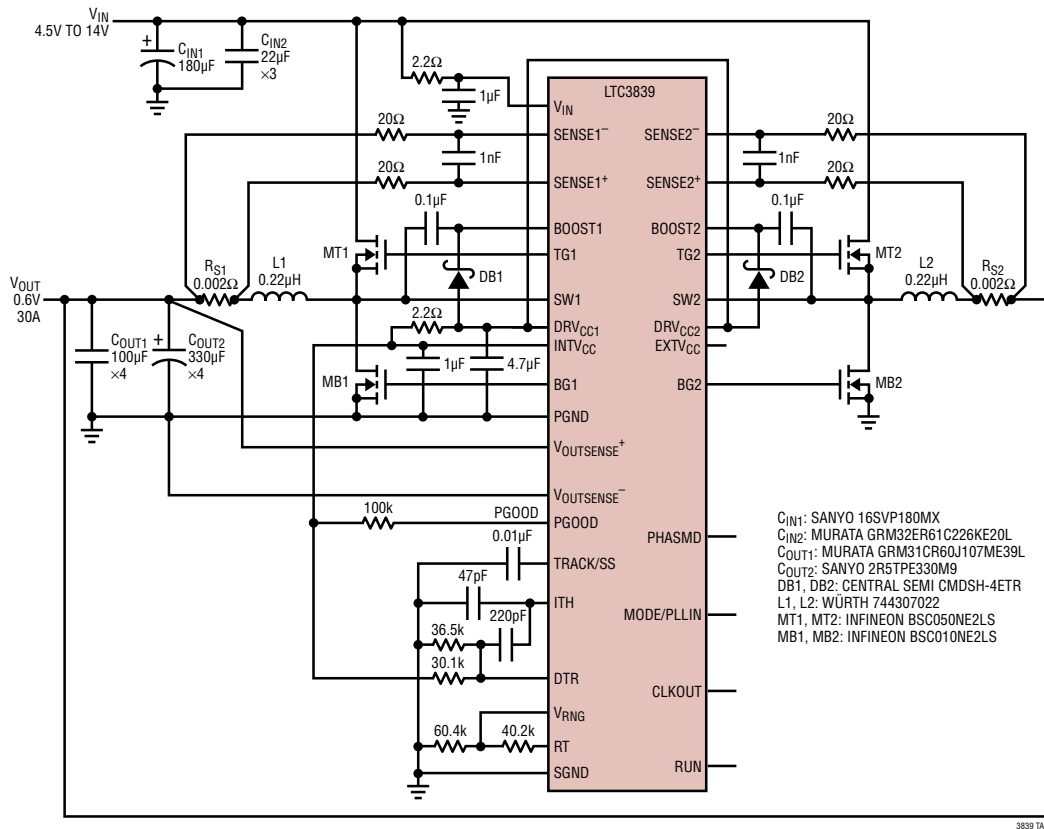 VIN
4.5V TO 14V
+
CIN1
180µF
CIN2
22µF
×3
2.2Ω
1µF
LTC3839
VIN
20Ω
SENSE1−
SENSE2−
20Ω
1nF
1nF
20Ω
SENSE1+
SENSE2+
20Ω
0.1µF
BOOST1
BOOST2
0.1µF
MT1
TG1
TG2
MT2
DB1
DB2
VOUT
0.6V
30A
RS1
0.002Ω
L1
0.22µH
SW1
SW2
L2
0.22µH
RS2
0.002Ω
2.2Ω
DRVCC1
DRVCC2
INTVCC
EXTVCC
COUT1
100µF
×4
+
COUT2
330µF
×4
1µF
4.7µF
MB1
BG1
BG2
MB2
PGND
VOUTSENSE+
VOUTSENSE−
100k
PGOOD
PGOOD
PHASMD
0.01µF
TRACK/SS
47pF
ITH
MODE/PLLIN
220pF
36.5k
30.1k
DTR
CLKOUT
VRNG
60.4k
40.2k
RT
RUN
SGND
CIN1: SANYO 16SVP180MX
CIN2: MURATA GRM32ER61C226KE20L
COUT1: MURATA GRM31CR60J107ME39L
COUT2: SANYO 2R5TPE330M9
DB1, DB2: CENTRAL SEMI CMDSH-4ETR
L1, L2: WÜRTH 744307022
MT1, MT2: INFINEON BSC050NE2LS
MB1, MB2: INFINEON BSC010NE2LS
3839 TA